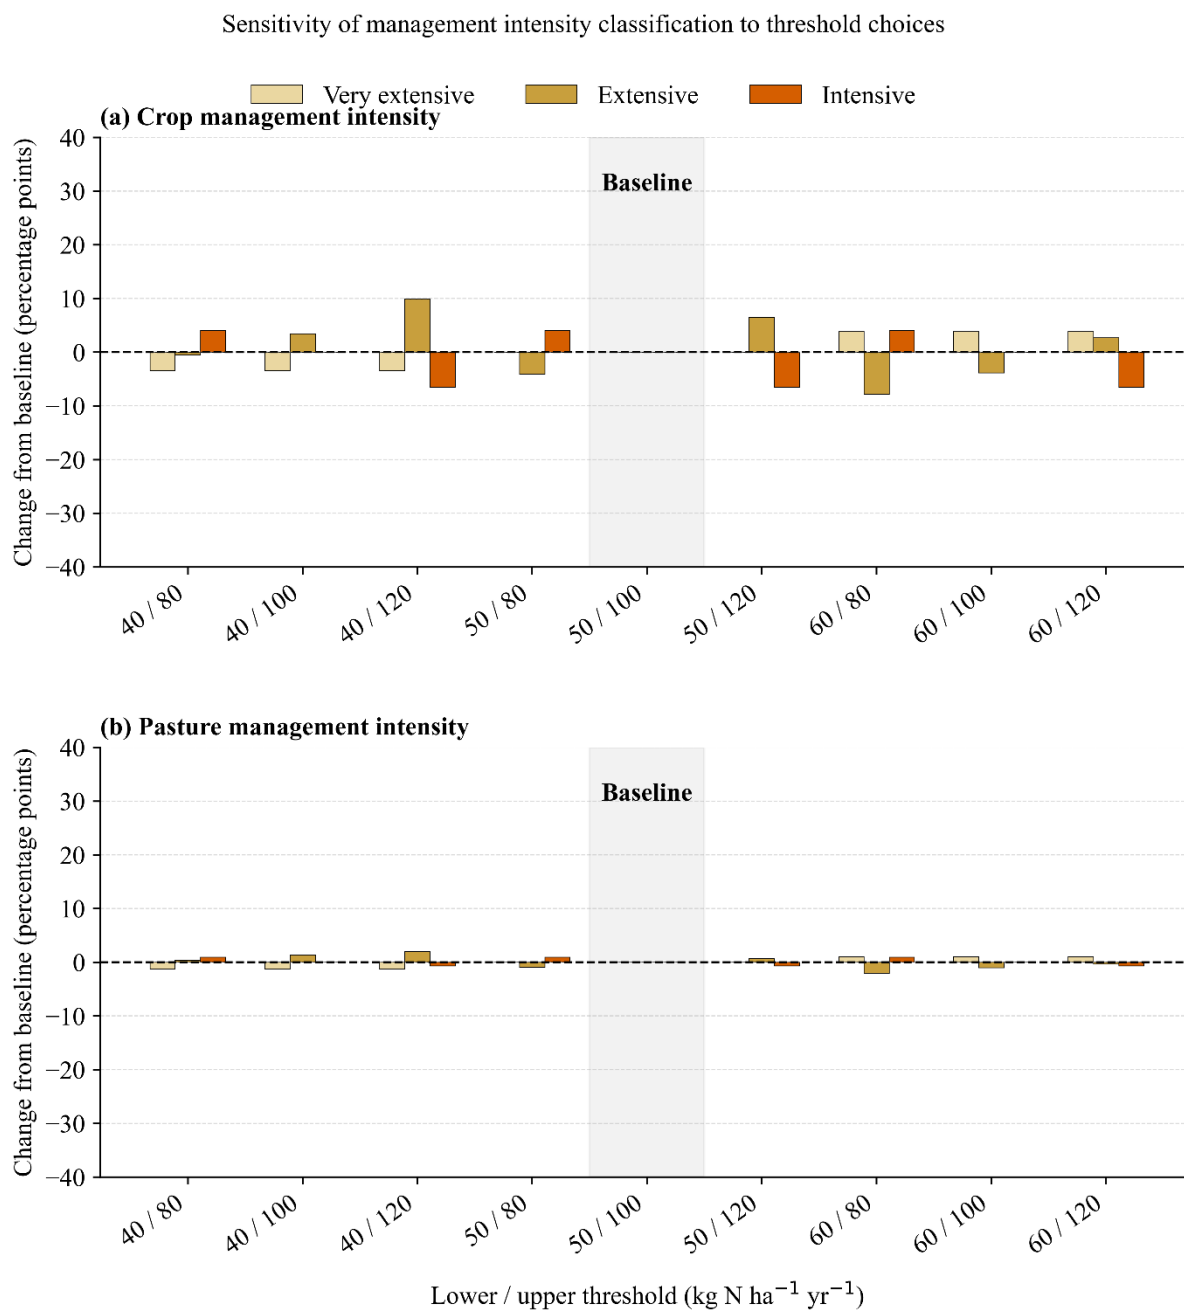 Sensitivity of management intensity classification to threshold choices
Very extensive Extensive Intensive
(a) Crop management intensity
Change from baseline (percentage points)
40
30
20
10
0
−10
−20
−30
−40
Baseline
40 / 80 40 / 100 40 / 120 50 / 80 50 / 100 50 / 120 60 / 80 60 / 100 60 / 120
(b) Pasture management intensity
Change from baseline (percentage points)
40
30
20
10
0
−10
−20
−30
−40
Baseline
40 / 80 40 / 100 40 / 120 50 / 80 50 / 100 50 / 120 60 / 80 60 / 100 60 / 120
Lower / upper threshold (kg N ha⁻¹ yr⁻¹)